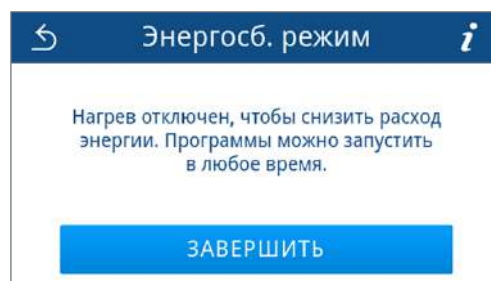 Энергосб. режим
Нагрев отключен, чтобы снизить расход
энергии. Программы можно запустить
в любое время.
ЗАВЕРШИТЬ